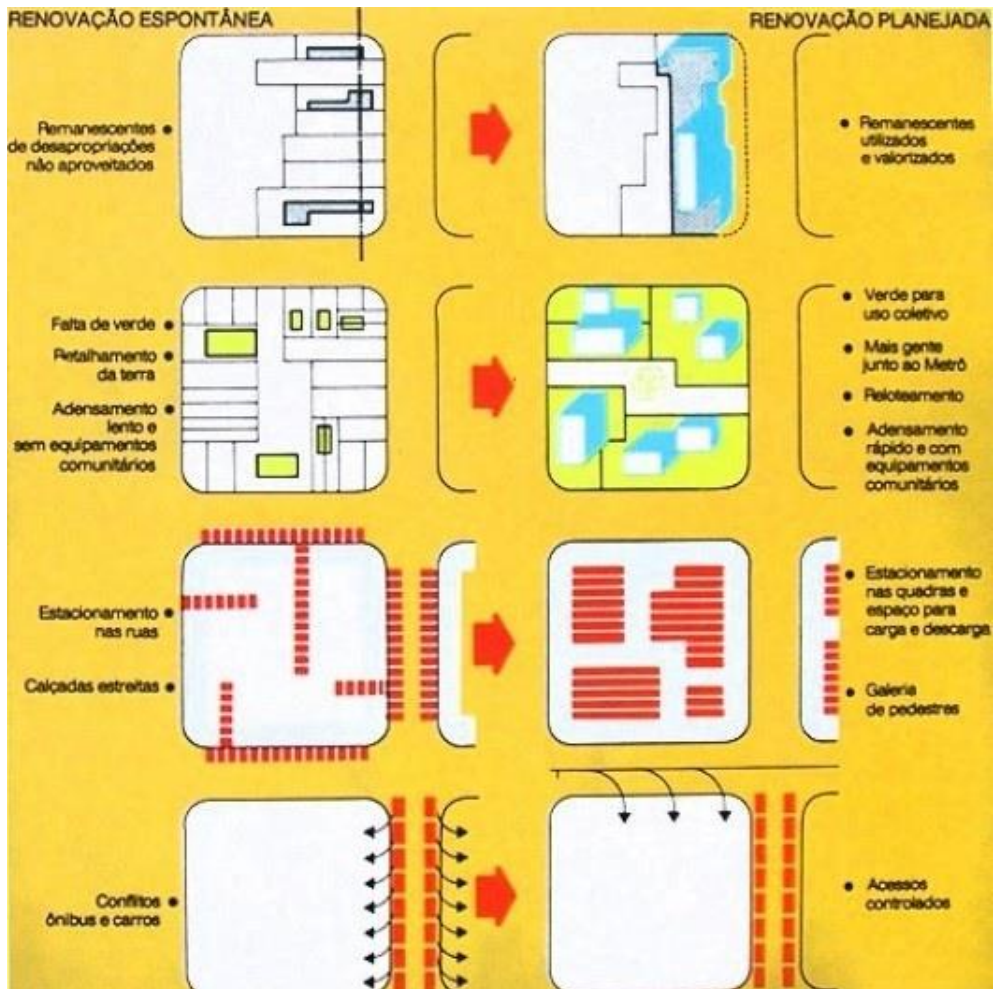 RENOVAÇÃO ESPONTÂNEA
RENOVAÇÃO PLANEJADA
Remanescentes •
de desapropriações
não aproveitados
• Remanescentes
utilizados
e valorizados
Falta de verde •
Retalhamento •
da terra
Adensamento •
lento e
sem equipamentos
comunitários
• Verde para
uso coletivo
• Mais gente
junto ao Metrô
• Reloteamento
• Adensamento
rápido e com
equipamentos
comunitários
Estacionamento •
nas ruas
Calçadas estreitas •
• Estacionamento
nas quadras e
espaço para
carga e descarga
• Galeria
de pedestres
Conflitos •
ônibus e carros
• Acessos
controlados